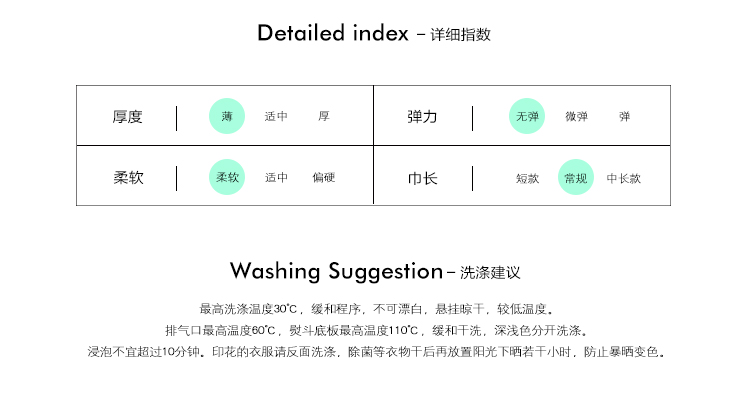 Detailed index - 详细指数
厚度 薄 适中 厚 弹力 无弹 微弹 弹
柔软 柔软 适中 偏硬 巾长 短款 常规 中长款
Washing Suggestion - 洗涤建议
最高洗涤温度30℃，缓和程序，不可漂白，悬挂晾干，较低温度。
排气口最高温度60℃，熨斗底板最高温度110℃，缓和干洗，深浅色分开洗涤。
浸泡不宜超过10分钟。印花的衣服请反面洗涤，除菌等衣物干后再放置阳光下晒若干小时，防止暴晒变色。